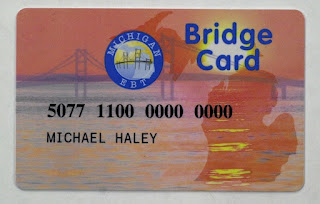 Bridge
Card
MICHIGAN
EBT
5077 1100 0000 0000
MICHAEL HALEY